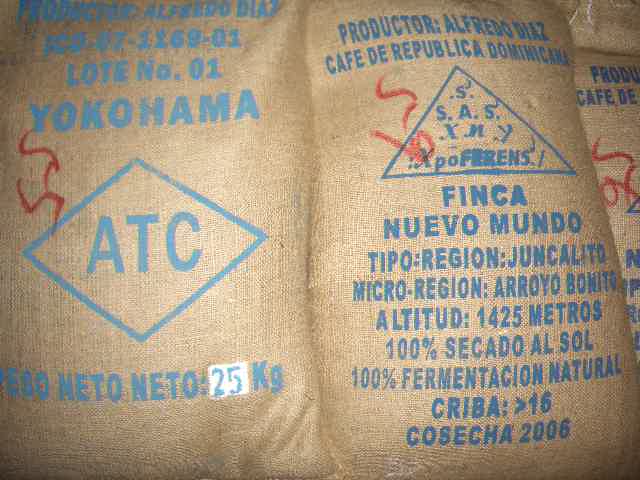 PRODUCTOR: ALFREDO DIAZ
ICO-07-1169-01
LOTE No. 01
YOKOHAMA
ATC
PESO NETO NETO: 25 Kg
PRODUCTOR: ALFREDO DIAZ
CAFE DE REPUBLICA DOMINICANA
.S.
S. A. S.
X M Y
:XpoFERENS./
FINCA
NUEVO MUNDO
TIPO:REGION:JUNCALITO
MICRO-REGION: ARROYO BONITO
ALTITUD: 1425 METROS
100% SECADO AL SOL
100% FERMENTACION NATURAL
CRIBA: >16
COSECHA 2006
PRODU
CAFE DE